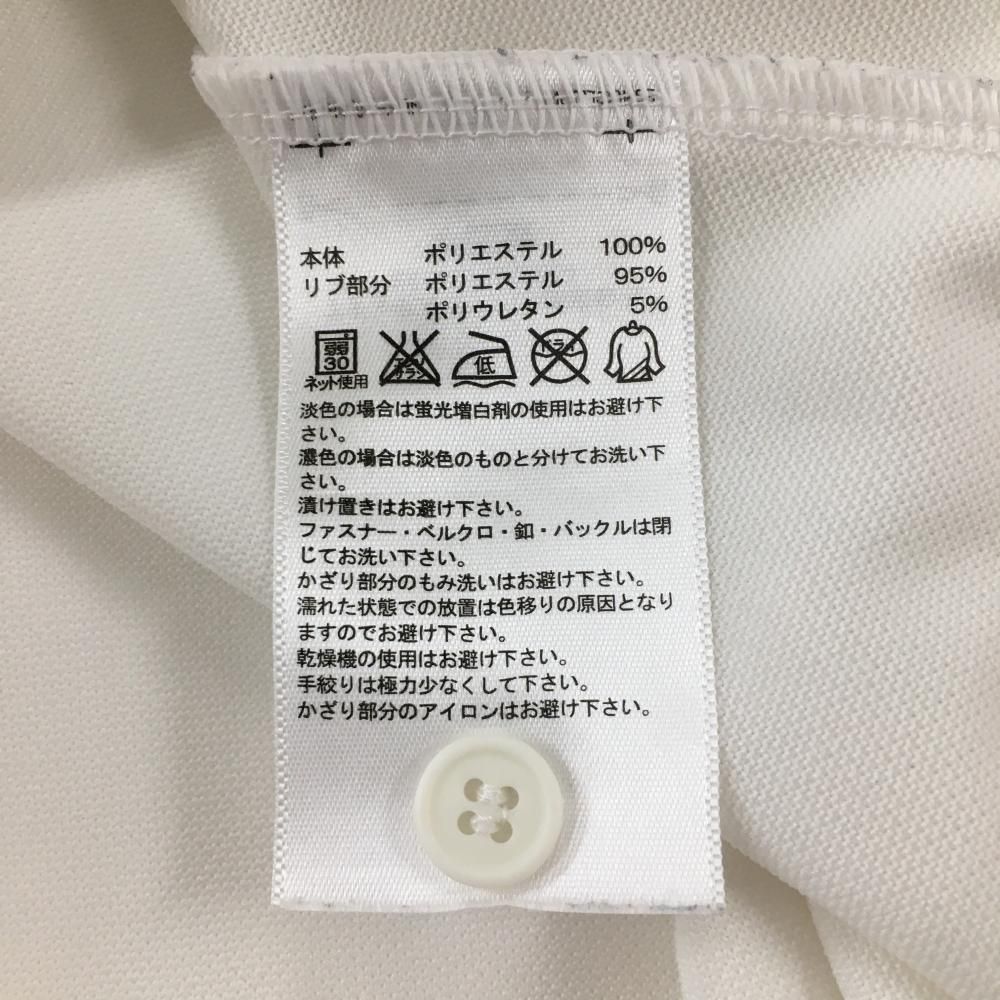 本体 ポリエステル 100%
リブ部分 ポリエステル 95%
ポリウレタン 5%
弱
30
ネット使用
エンソ
サラシ
低
ドライ
淡色の場合は蛍光増白剤の使用はお避け下
さい。
濃色の場合は淡色のものと分けてお洗い下
さい。
漬け置きはお避け下さい。
ファスナー・ベルクロ・釦・バックルは閉
じてお洗い下さい。
かざり部分のもみ洗いはお避け下さい。
濡れた状態での放置は色移りの原因となり
ますのでお避け下さい。
乾燥機の使用はお避け下さい。
手絞りは極力少なくして下さい。
かざり部分のアイロンはお避け下さい。